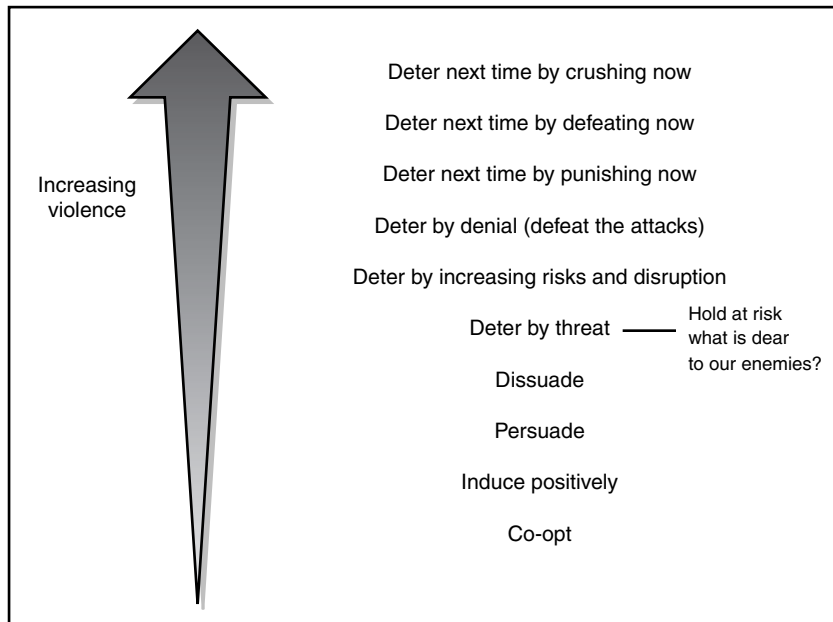 Increasing
violence
Deter next time by crushing now
Deter next time by defeating now
Deter next time by punishing now
Deter by denial (defeat the attacks)
Deter by increasing risks and disruption
Deter by threat
Hold at risk
what is dear
to our enemies?
Dissuade
Persuade
Induce positively
Co-opt